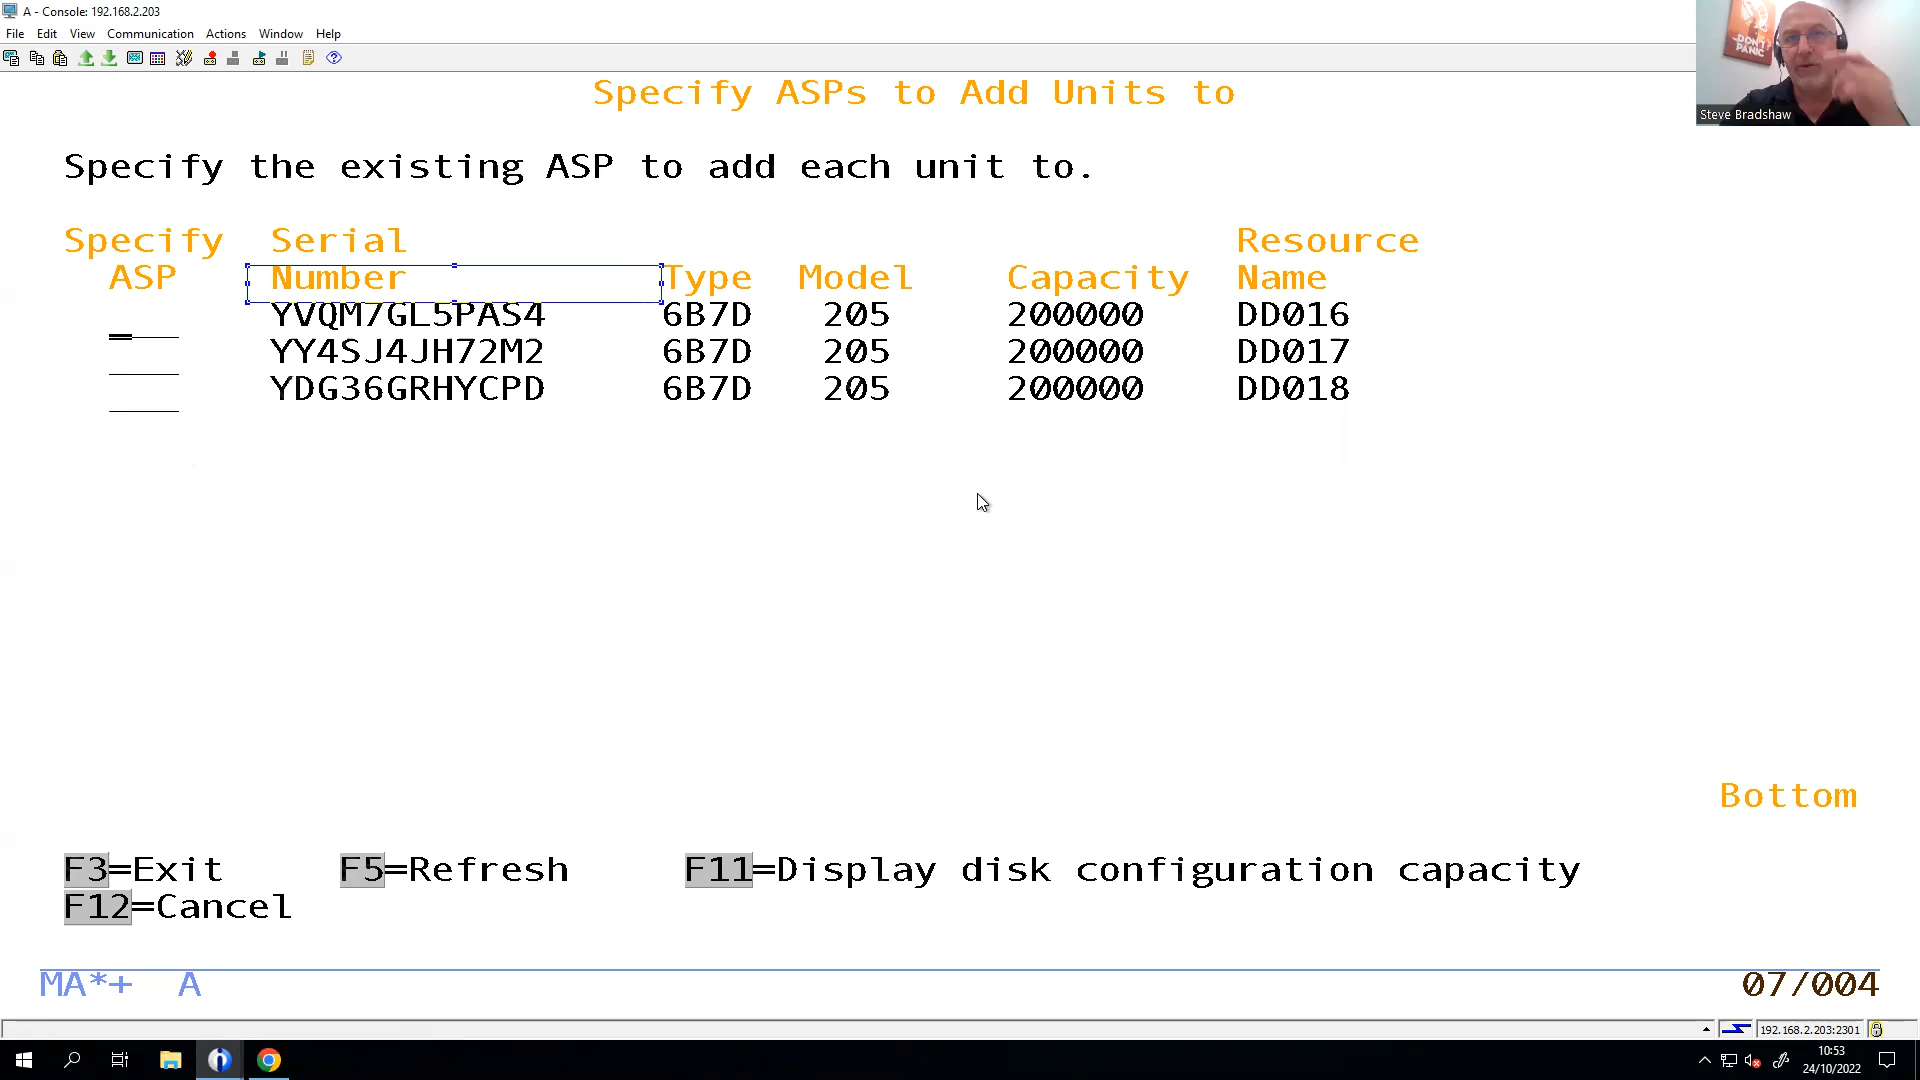 A - Console: 192.168.2.203
File Edit View Communication Actions Window Help
DON'T PANIC
Steve Bradshaw
Specify ASPs to Add Units to
Specify the existing ASP to add each unit to.
Specify Serial Resource
ASP Number Type Model Capacity Name
YVQM7GL5PAS4 6B7D 205 200000 DD016
YY4SJ4JH72M2 6B7D 205 200000 DD017
YDG36GRHYCPD 6B7D 205 200000 DD018
Bottom
F3=Exit F5=Refresh F11=Display disk configuration capacity
F12=Cancel
MA*+ A 07/004
192.168.2.203:2301
10:53
24/10/2022